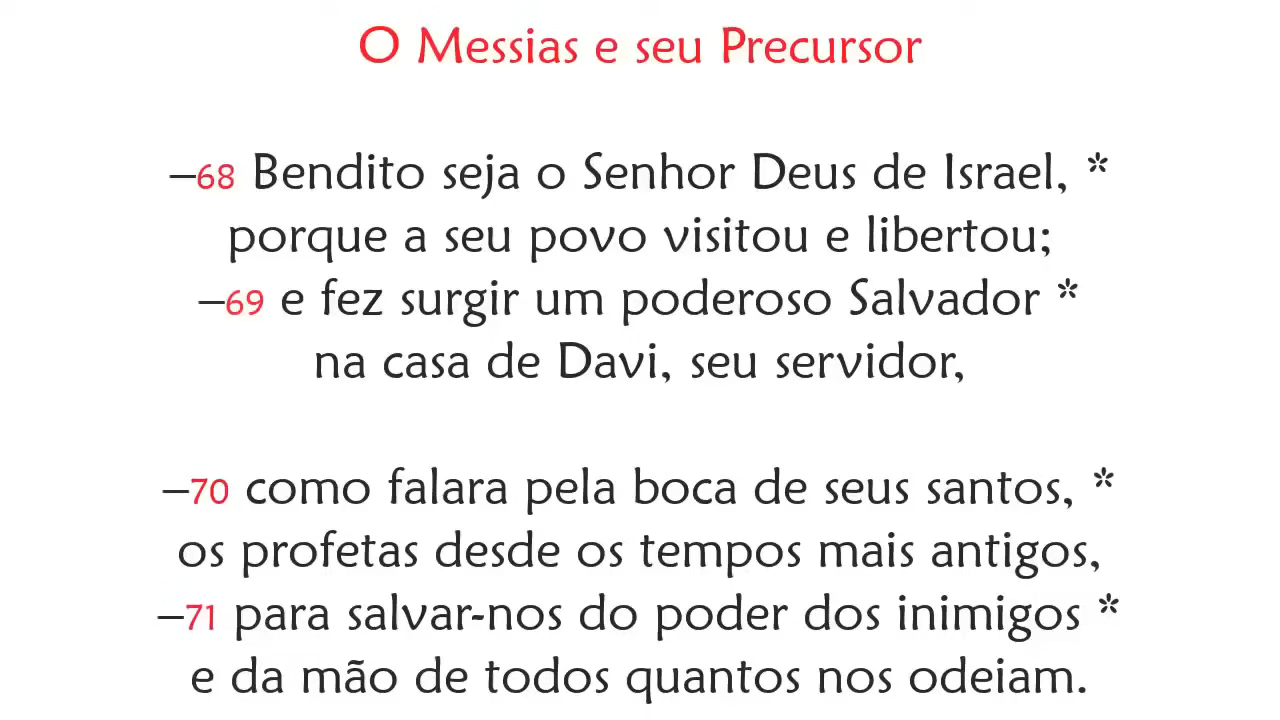 O Messias e seu Precursor
–68 Bendito seja o Senhor Deus de Israel, *
porque a seu povo visitou e libertou;
–69 e fez surgir um poderoso Salvador *
na casa de Davi, seu servidor,
–70 como falara pela boca de seus santos, *
os profetas desde os tempos mais antigos,
–71 para salvar-nos do poder dos inimigos *
e da mão de todos quantos nos odeiam.